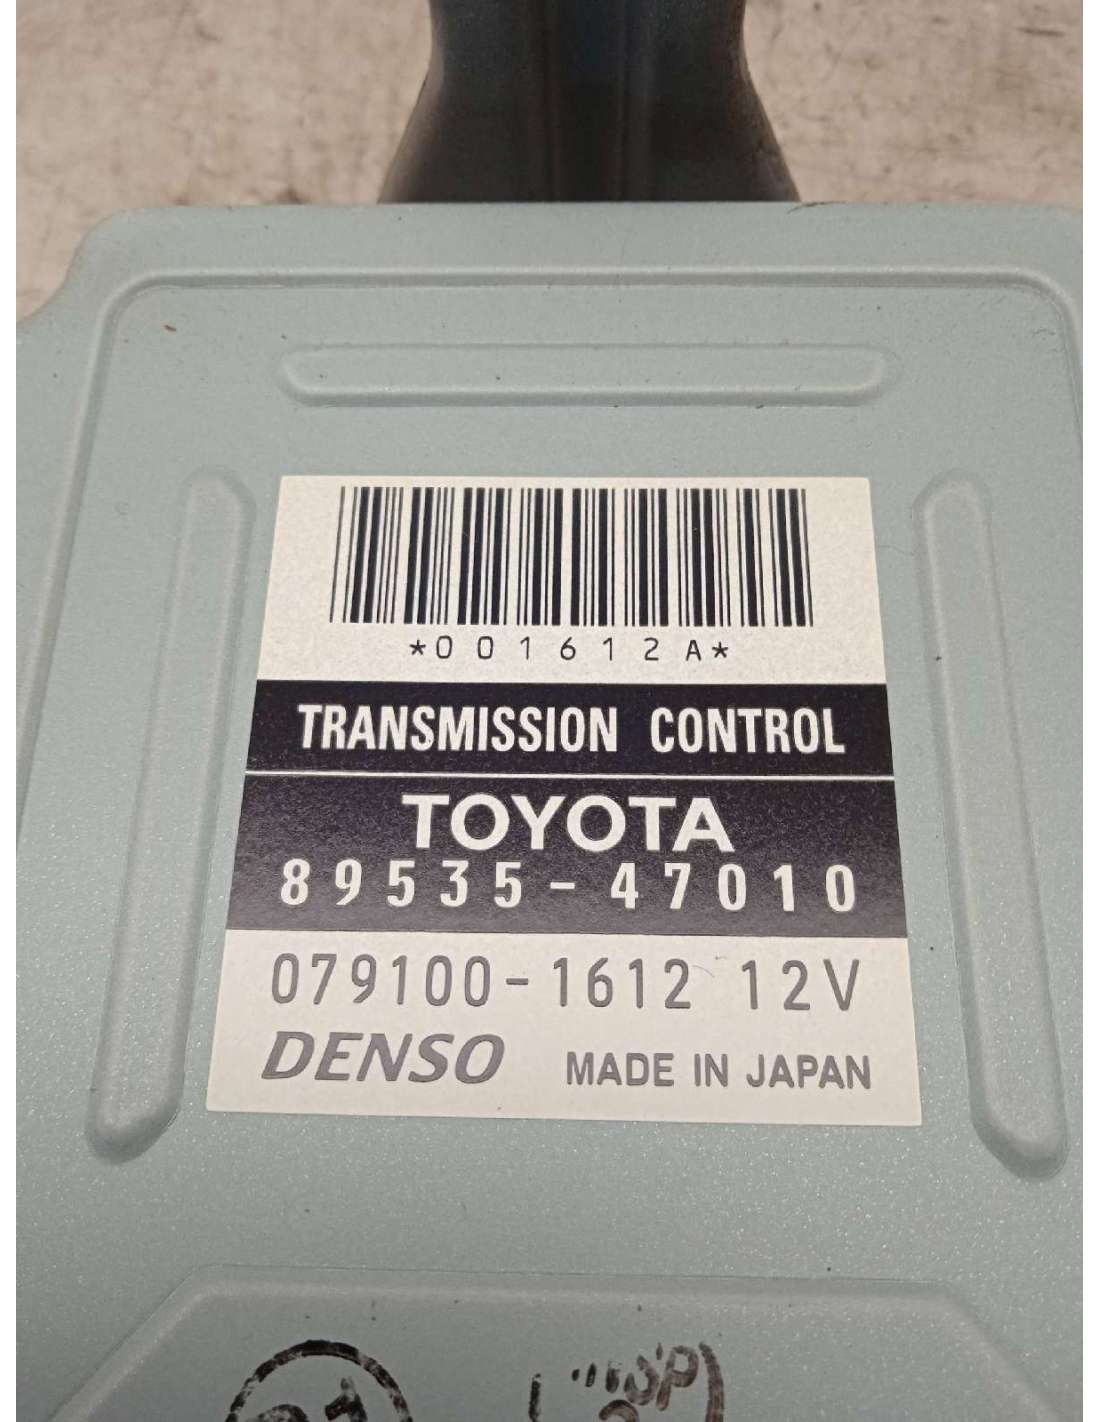 *001612A*
TRANSMISSION CONTROL
TOYOTA
89535-47010
079100-1612 12V
DENSO MADE IN JAPAN